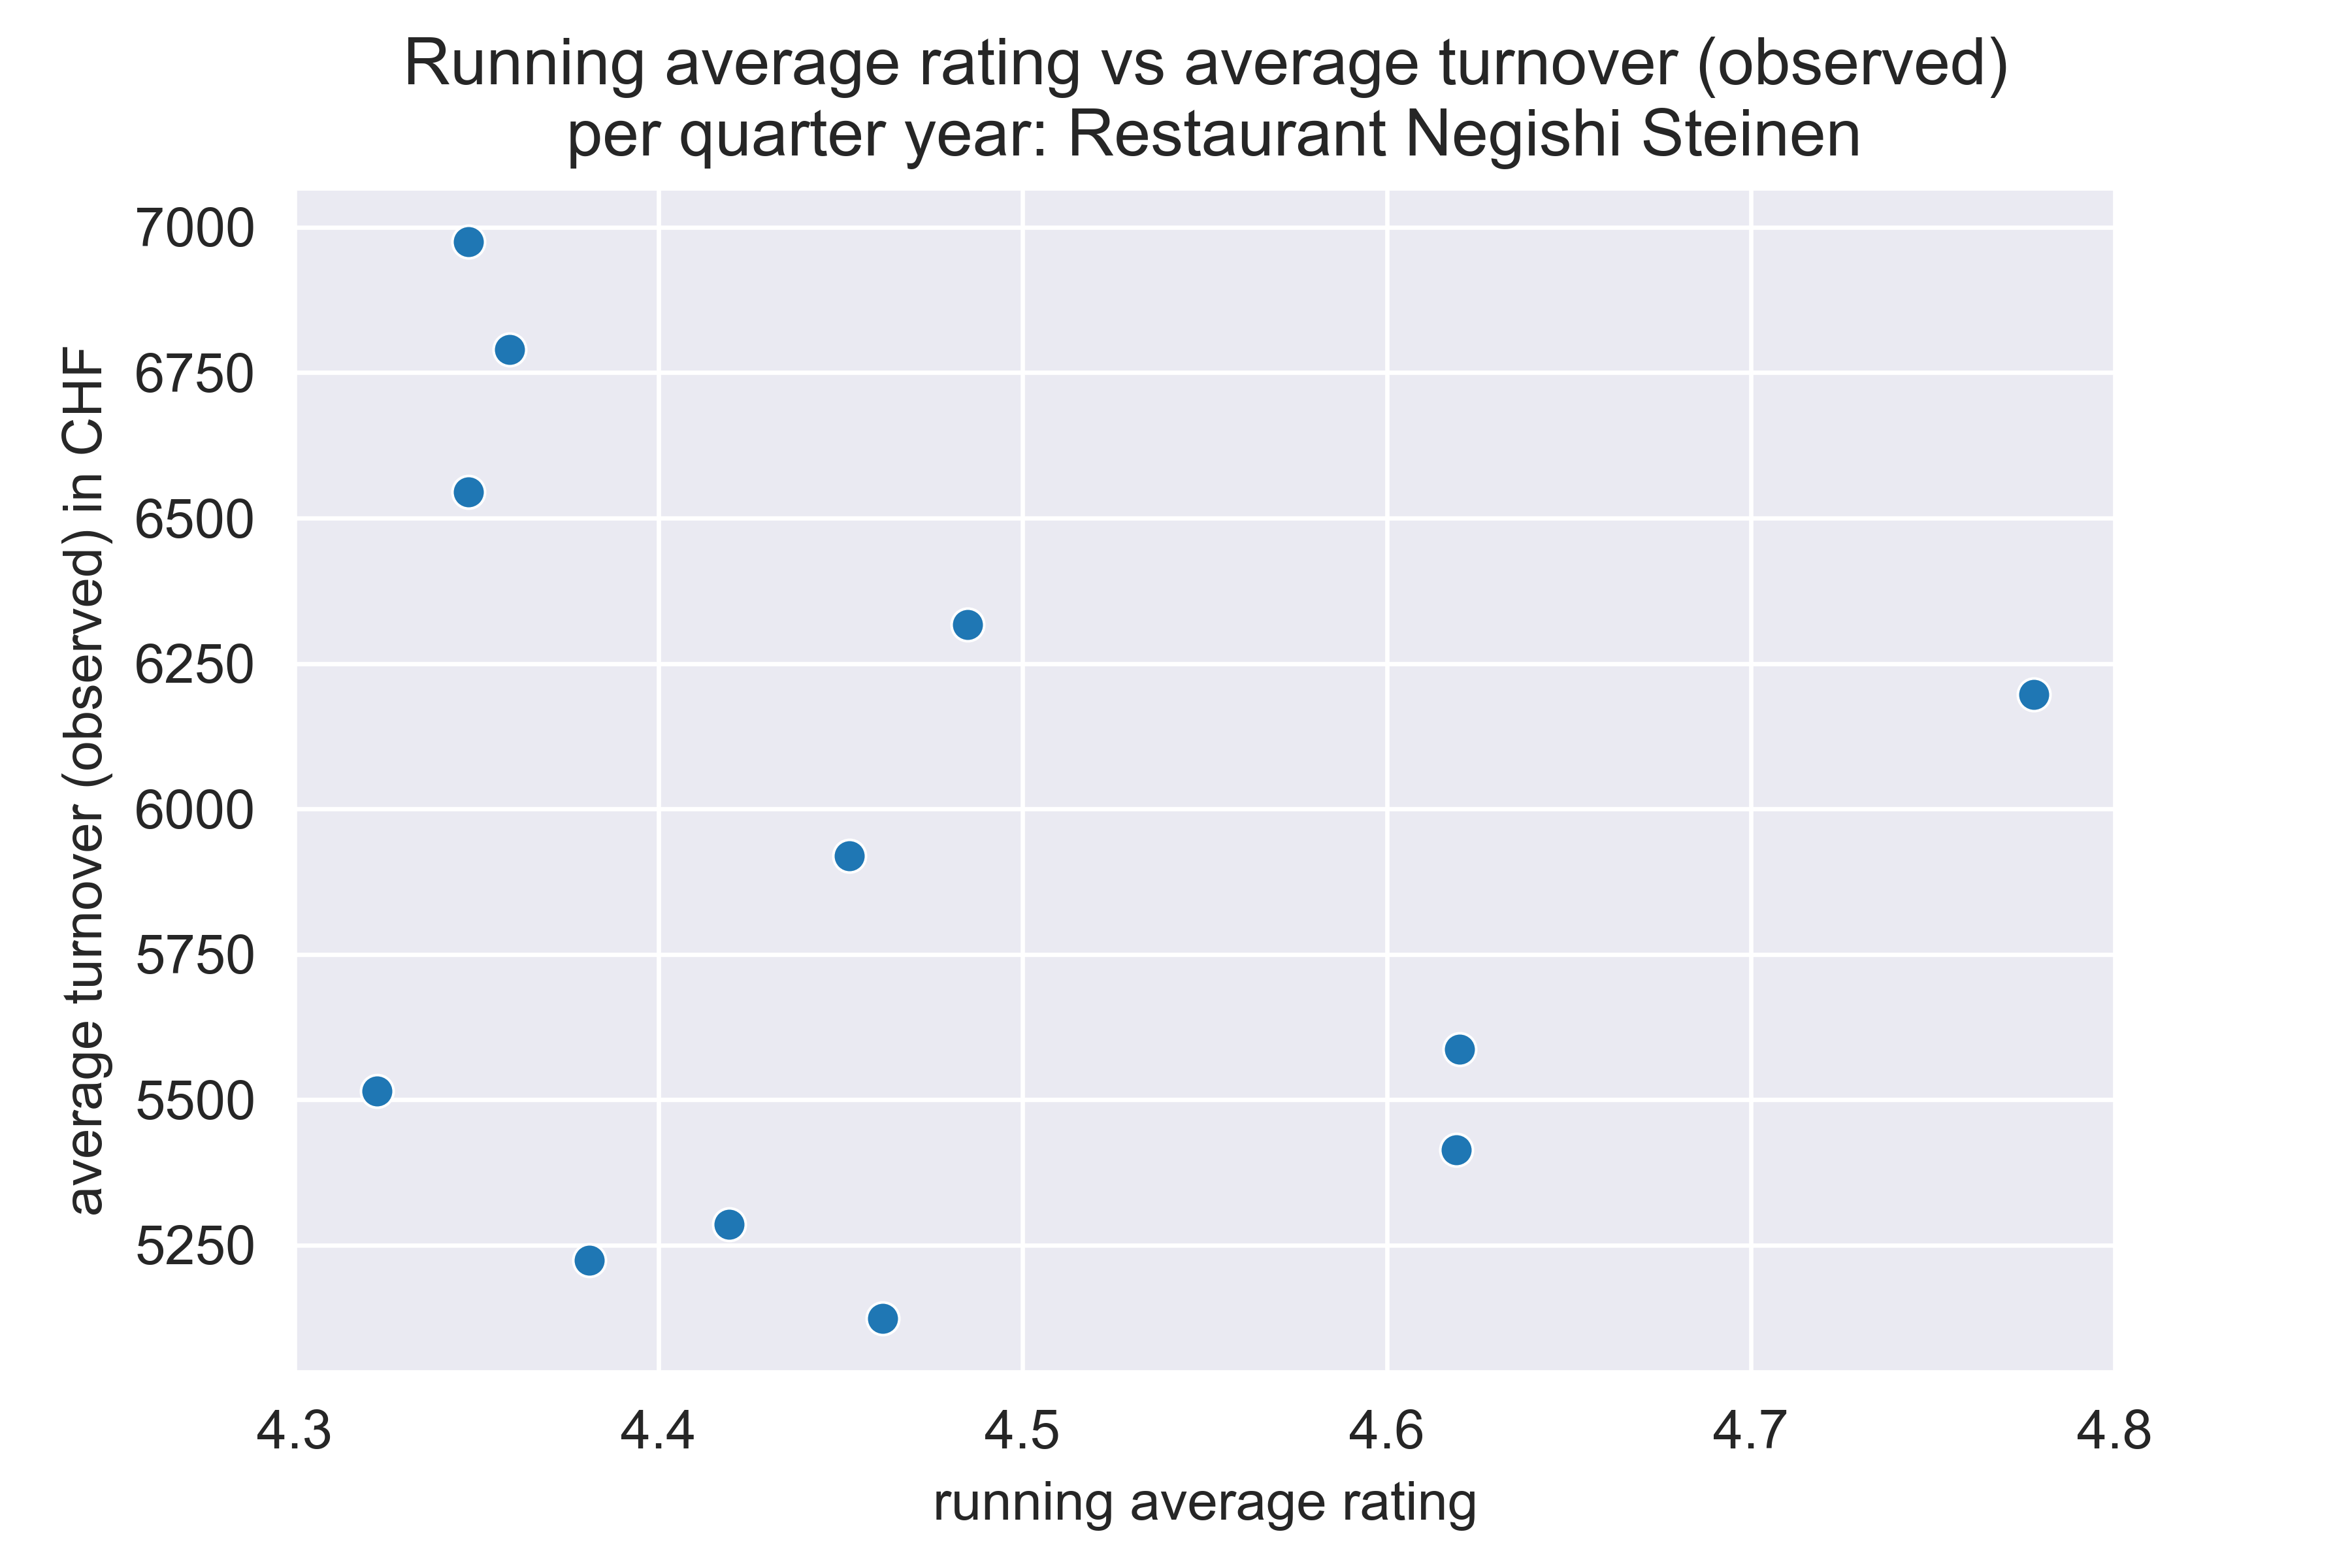 Running average rating vs average turnover (observed)
per quarter year: Restaurant Negishi Steinen
average turnover (observed) in CHF
7000
6750
6500
6250
6000
5750
5500
5250
4.3 4.4 4.5 4.6 4.7 4.8
running average rating